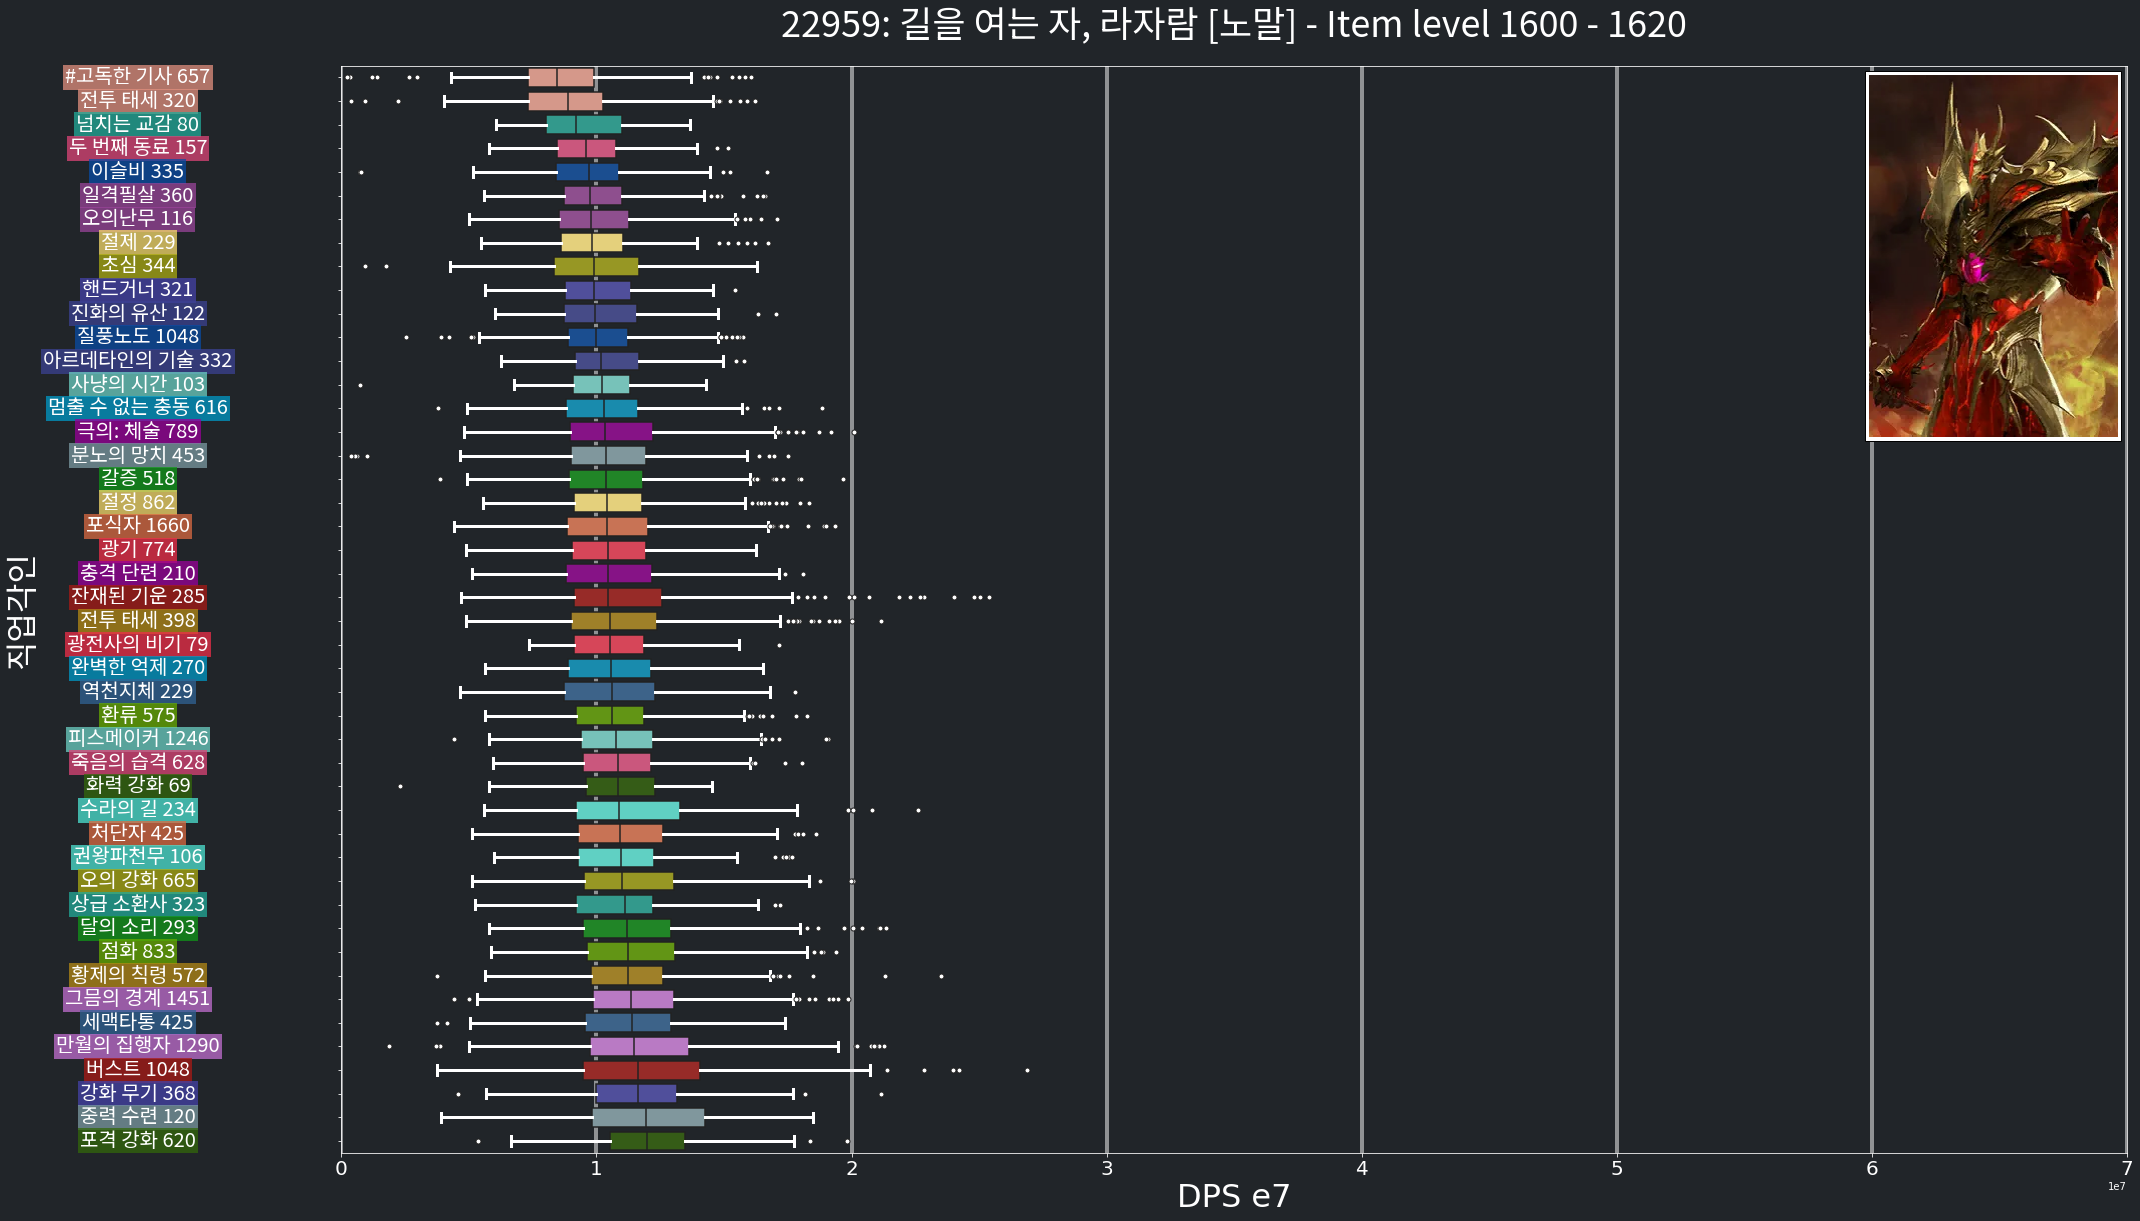 22959: 길을 여는 자, 라자람 [노말] - Item level 1600 - 1620
#고독한 기사 657
전투 태세 320
넘치는 교감 80
두 번째 동료 157
이슬비 335
일격필살 360
오의난무 116
절제 229
초심 344
핸드거너 321
진화의 유산 122
질풍노도 1048
아르데타인의 기술 332
사냥의 시간 103
멈출 수 없는 충동 616
극의: 체술 789
분노의 망치 453
갈증 518
절정 862
포식자 1660
광기 774
충격 단련 210
잔재된 기운 285
전투 태세 398
광전사의 비기 79
완벽한 억제 270
역천지체 229
환류 575
피스메이커 1246
죽음의 습격 628
화력 강화 69
수라의 길 234
처단자 425
권왕파천무 106
오의 강화 665
상급 소환사 323
달의 소리 293
점화 833
황제의 칙령 572
그믐의 경계 1451
세맥타통 425
만월의 집행자 1290
버스트 1048
강화 무기 368
중력 수련 120
포격 강화 620
직업각인
0 1 2 3 4 5 6 7
1e7
DPS e7